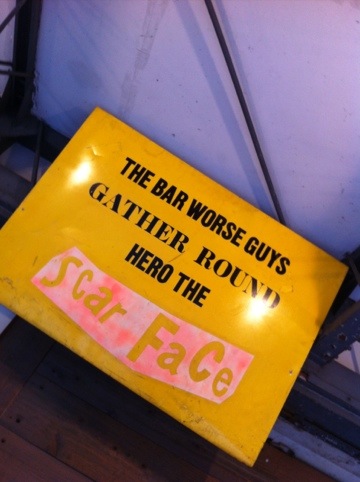 THE BAR WORSE GUYS
GATHER ROUND
HERO THE
Scar FaCe